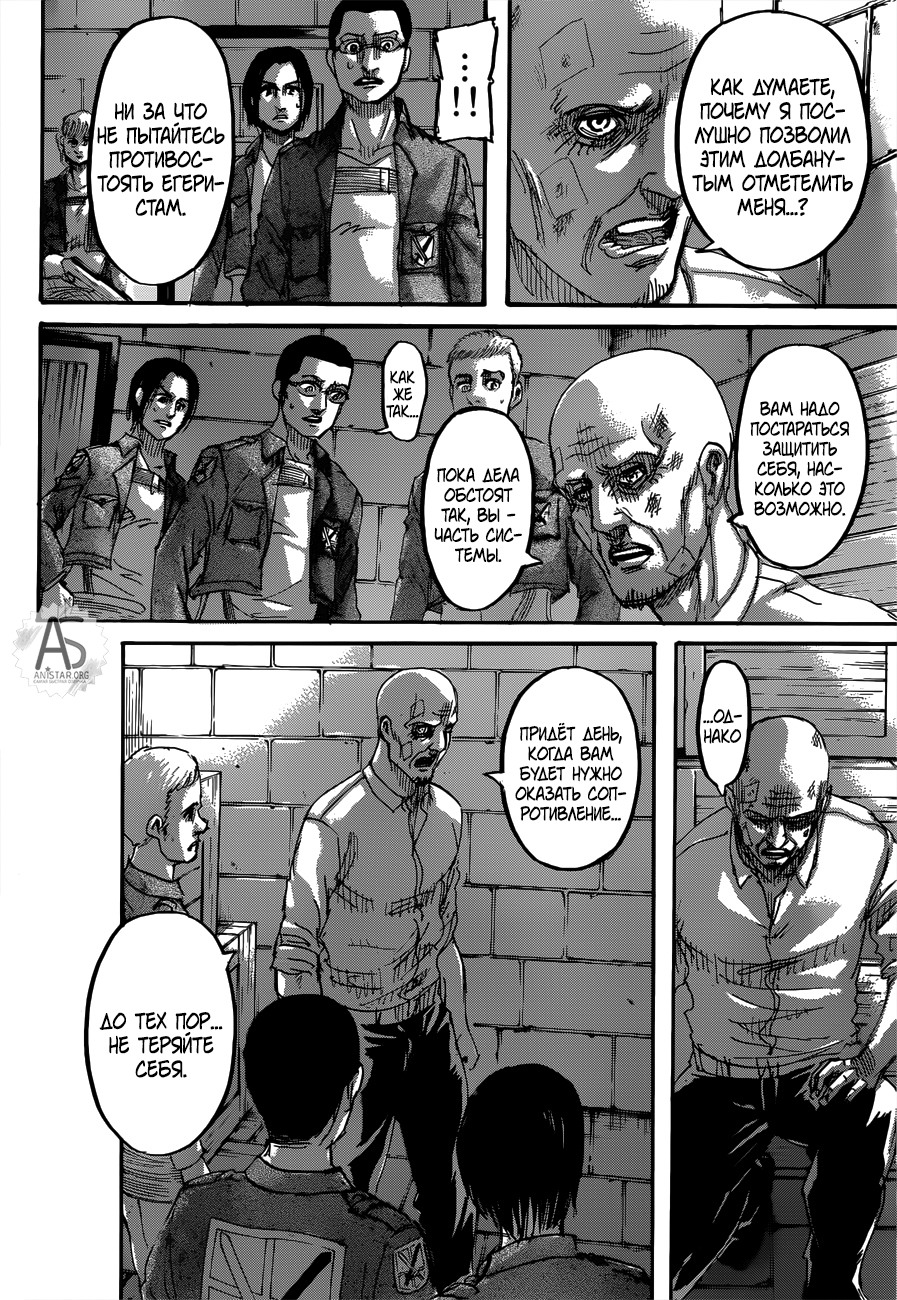 КАК ДУМАЕТЕ,
ПОЧЕМУ Я ПОС-
ЛУШНО ПОЗВОЛИЛ
ЭТИМ ДОЛБАНУ-
ТЫМ ОТМЕТЕЛИТЬ
МЕНЯ...?
...!!
НИ ЗА ЧТО
НЕ ПЫТАЙТЕСЬ
ПРОТИВОС-
ТОЯТЬ ЕГЕРИ-
СТАМ.
ВАМ НАДО
ПОСТАРАТЬСЯ
ЗАЩИТИТЬ
СЕБЯ, НАС-
КОЛЬКО ЭТО
ВОЗМОЖНО.
ПОКА ДЕЛА
ОБСТОЯТ
ТАК, ВЫ -
ЧАСТЬ СИС-
ТЕМЫ.
КАК
ЖЕ
ТАК...
...ОД-
НАКО
ПРИДЁТ ДЕНЬ,
КОГДА ВАМ
БУДЕТ НУЖНО
ОКАЗАТЬ СОП-
РОТИВЛЕНИЕ...
ДО ТЕХ ПОР...
НЕ ТЕРЯЙТЕ
СЕБЯ.
AS
ANISTAR.ORG